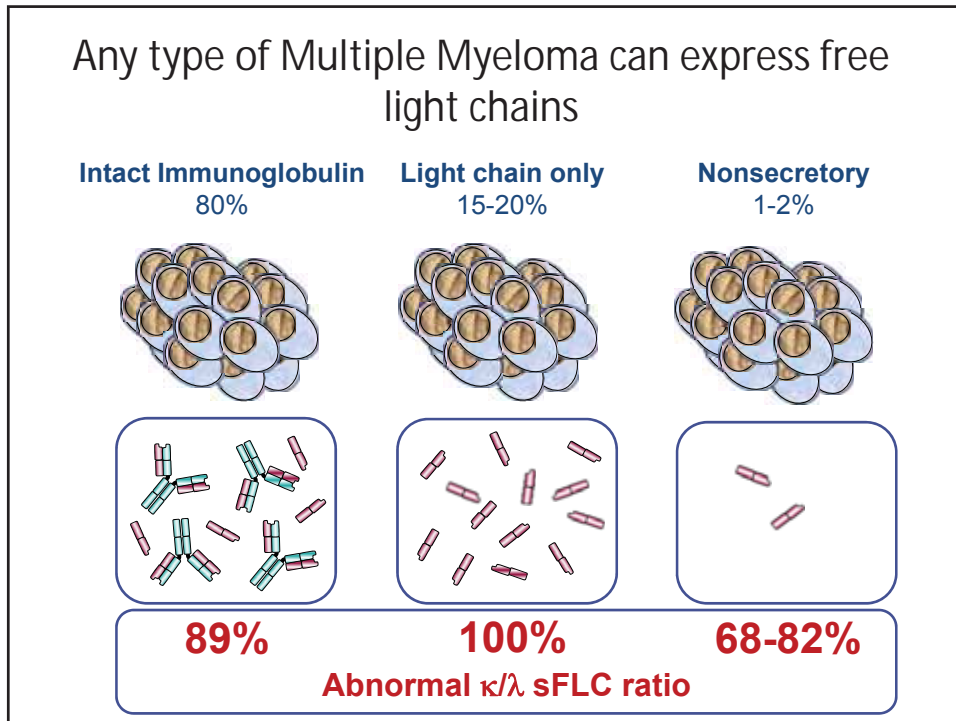 Any type of Multiple Myeloma can express free
light chains
Intact Immunoglobulin
80%
Light chain only
15-20%
Nonsecretory
1-2%
89%
100%
68-82%
Abnormal κ/λ sFLC ratio